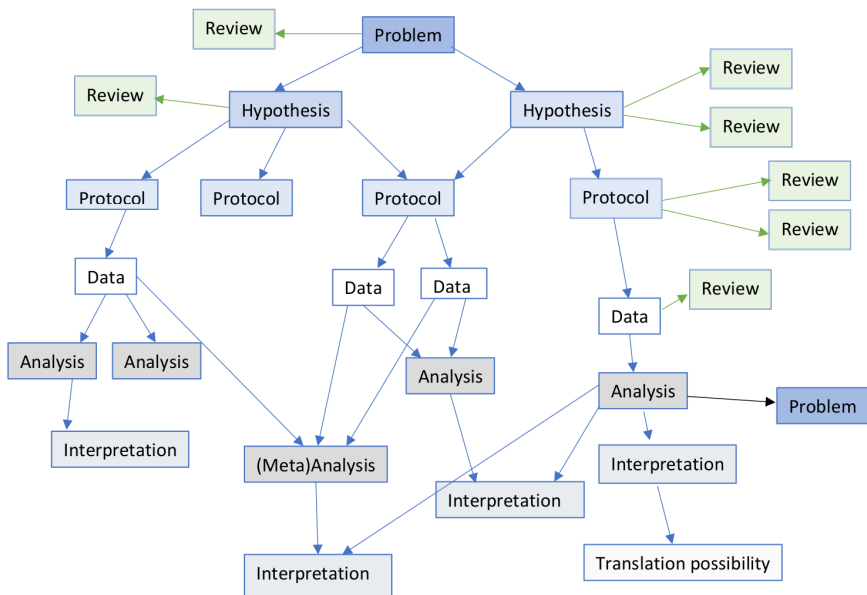 Review
Problem
Review
Review
Hypothesis
Hypothesis
Review
Protocol
Protocol
Protocol
Protocol
Review
Review
Data
Data
Data
Review
Data
Analysis
Analysis
Analysis
Analysis
Problem
Interpretation
(Meta)Analysis
Interpretation
Interpretation
Interpretation
Translation possibility